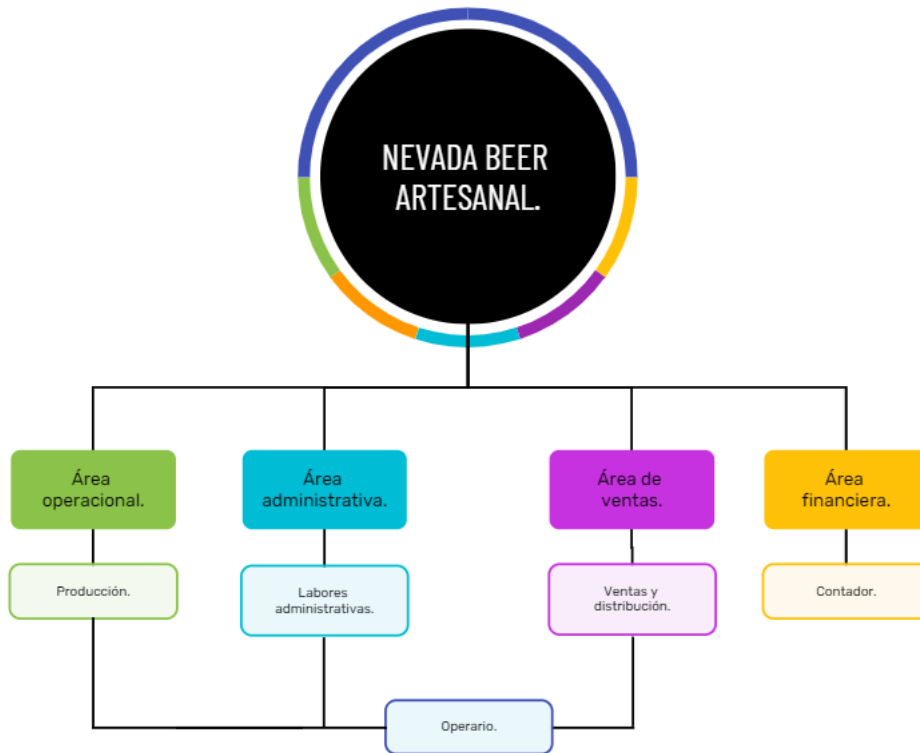 NEVADA BEER
ARTESANAL.
Área
operacional.
Área
administrativa.
Área de
ventas.
Área
financiera.
Producción.
Labores
administrativas.
Ventas y
distribución.
Contador.
Operario.